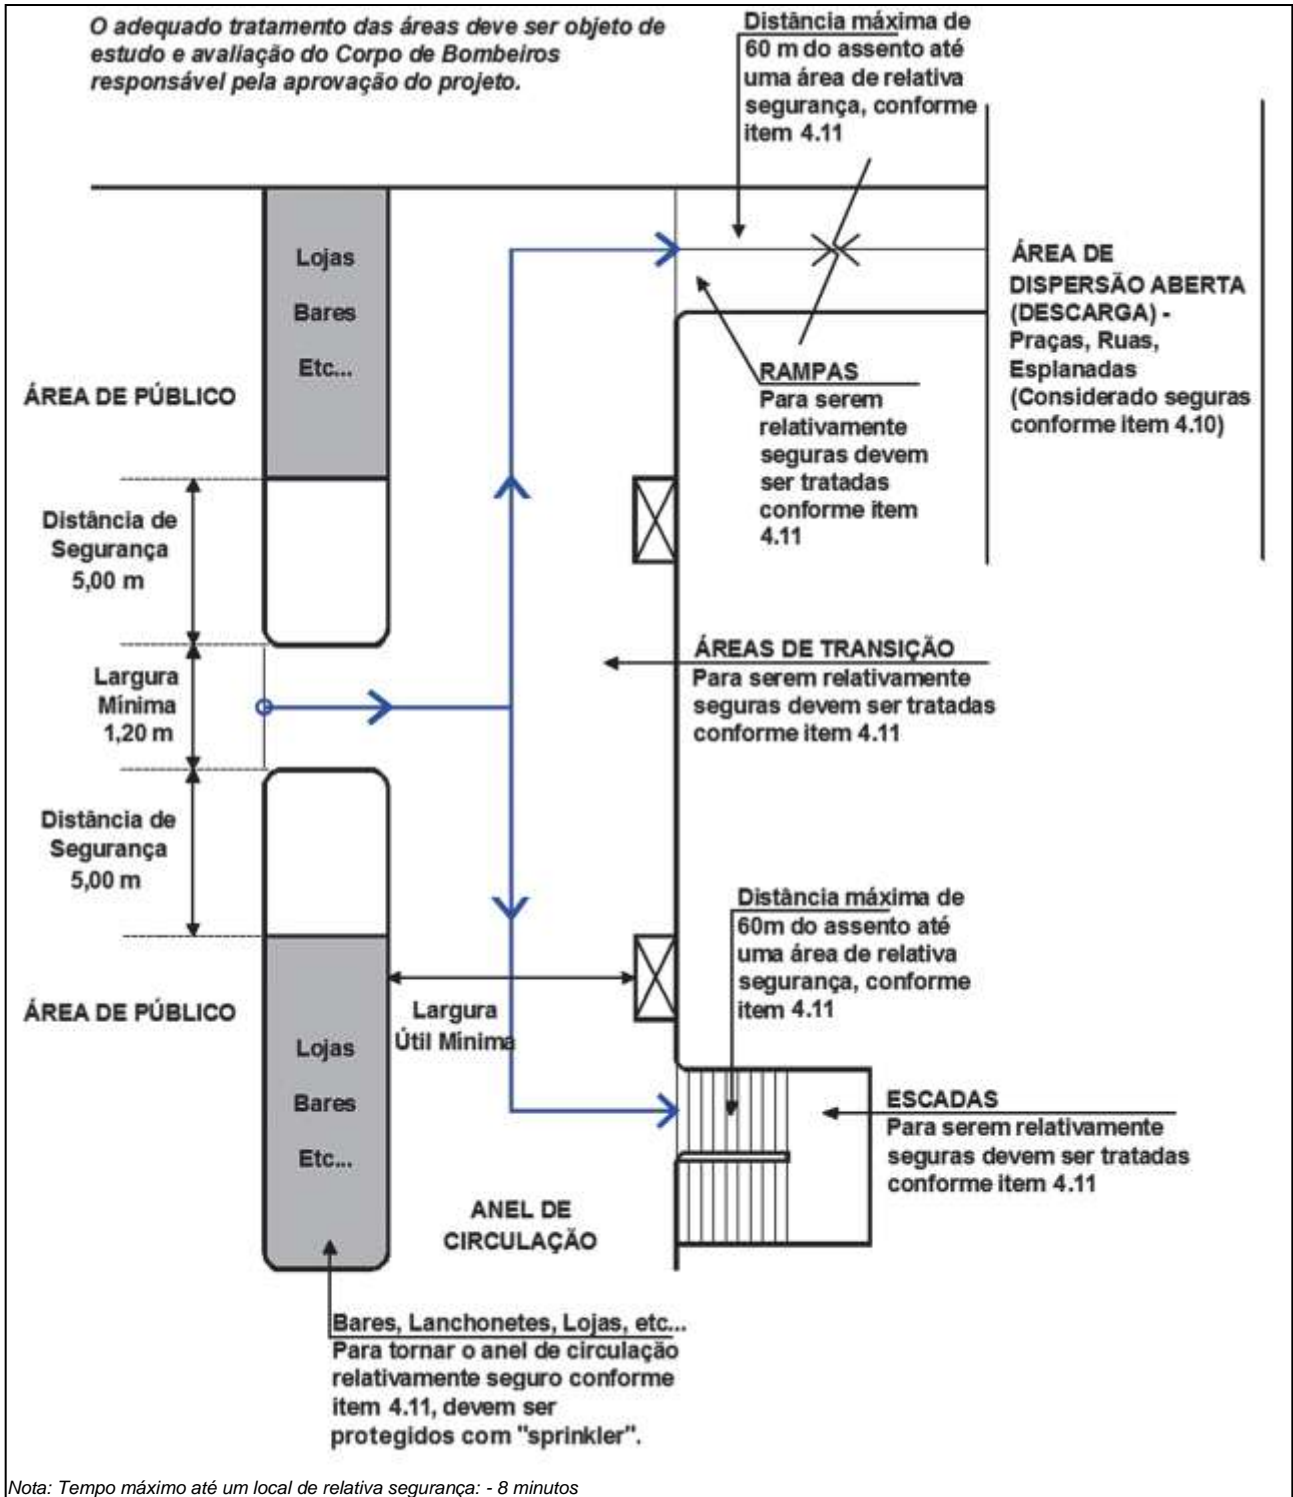 O adequado tratamento das áreas deve ser objeto de
estudo e avaliação do Corpo de Bombeiros
responsável pela aprovação do projeto.
Distância máxima de
60 m do assento até
uma área de relativa
segurança, conforme
item 4.11
Lojas
Bares
Etc...
ÁREA DE PÚBLICO
ÁREA DE
DISPERSÃO ABERTA
(DESCARGA) -
Praças, Ruas,
Esplanadas
(Considerado seguras
conforme item 4.10)
RAMPAS
Para serem
relativamente
seguras devem
ser tratadas
conforme item
4.11
Distância de
Segurança
5,00 m
Largura
Mínima
1,20 m
ÁREAS DE TRANSIÇÃO
Para serem relativamente
seguras devem ser tratadas
conforme item 4.11
Distância de
Segurança
5,00 m
Distância máxima de
60m do assento até
uma área de relativa
segurança, conforme
item 4.11
ÁREA DE PÚBLICO
Largura
Útil Mínima
Lojas
Bares
Etc...
ESCADAS
Para serem relativamente
seguras devem ser tratadas
conforme item 4.11
ANEL DE
CIRCULAÇÃO
Bares, Lanchonetes, Lojas, etc...
Para tornar o anel de circulação
relativamente seguro conforme
item 4.11, devem ser
protegidos com "sprinkler".
Nota: Tempo máximo até um local de relativa segurança: - 8 minutos